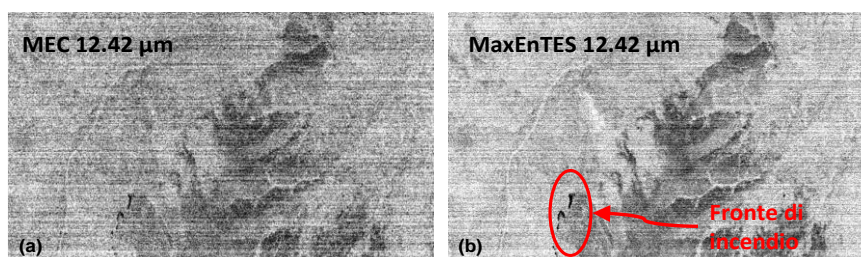 MEC 12.42 µm
MaxEnTES 12.42 µm
Fronte di
incendio
(a)
(b)